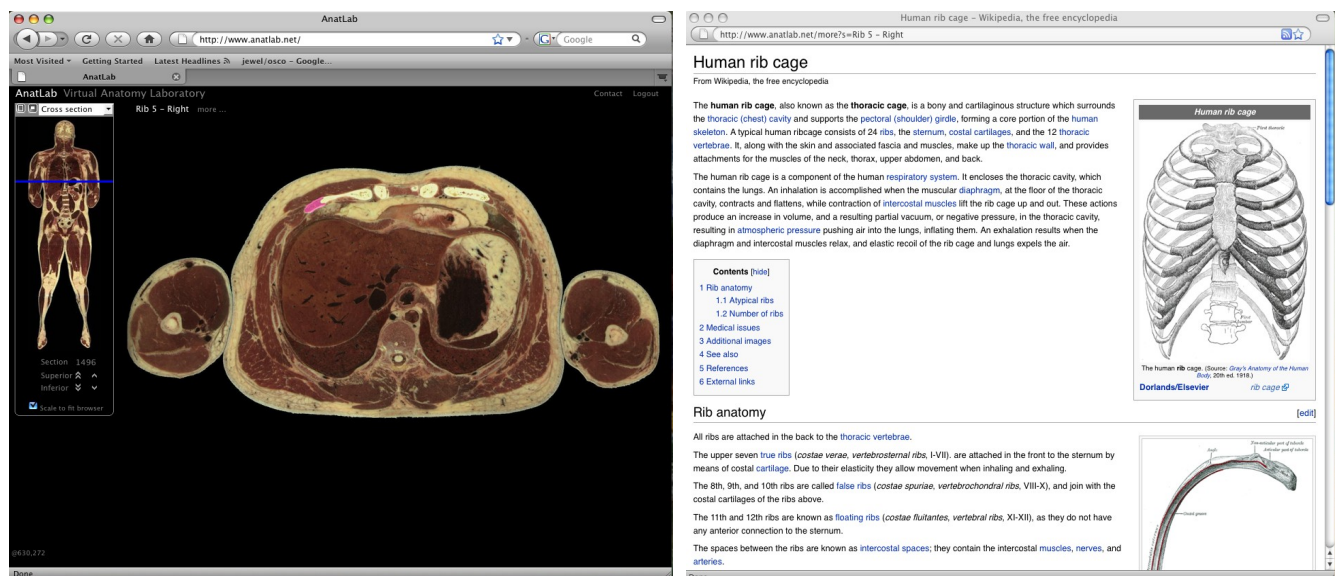 AnatLab
http://www.anatlab.net/
Google
Most Visited
Getting Started
Latest Headlines
jewel/osco - Google...
AnatLab
AnatLab Virtual Anatomy Laboratory
Contact Logout
Cross section
Rib 5 - Right more ...
Section 1496
Superior
Inferior
Scale to fit browser
@630,272
Done
Human rib cage - Wikipedia, the free encyclopedia
http://www.anatlab.net/more?s=Rib 5 - Right
Human rib cage
From Wikipedia, the free encyclopedia
The human rib cage, also known as the thoracic cage, is a bony and cartilaginous structure which surrounds
the thoracic (chest) cavity and supports the pectoral (shoulder) girdle, forming a core portion of the human
skeleton. A typical human ribcage consists of 24 ribs, the sternum, costal cartilages, and the 12 thoracic
vertebrae. It, along with the skin and associated fascia and muscles, make up the thoracic wall, and provides
attachments for the muscles of the neck, thorax, upper abdomen, and back.
The human rib cage is a component of the human respiratory system. It encloses the thoracic cavity, which
contains the lungs. An inhalation is accomplished when the muscular diaphragm, at the floor of the thoracic
cavity, contracts and flattens, while contraction of intercostal muscles lift the rib cage up and out. These actions
produce an increase in volume, and a resulting partial vacuum, or negative pressure, in the thoracic cavity,
resulting in atmospheric pressure pushing air into the lungs, inflating them. An exhalation results when the
diaphragm and intercostal muscles relax, and elastic recoil of the rib cage and lungs expels the air.
Human rib cage
First thoracic
The human rib cage. (Source: Gray's Anatomy of the Human
Body, 20th ed. 1918.)
Dorlands/Elsevier rib cage
Contents [hide]
1 Rib anatomy
1.1 Atypical ribs
1.2 Number of ribs
2 Medical issues
3 Additional images
4 See also
5 References
6 External links
Rib anatomy
[edit]
All ribs are attached in the back to the thoracic vertebrae.
The upper seven true ribs (costae verae, vertebrosternal ribs, I-VII). are attached in the front to the sternum by
means of costal cartilage. Due to their elasticity they allow movement when inhaling and exhaling.
The 8th, 9th, and 10th ribs are called false ribs (costae spuriae, vertebrochondral ribs, VIII-X), and join with the
costal cartilages of the ribs above.
The 11th and 12th ribs are known as floating ribs (costae fluitantes, vertebral ribs, XI-XII), as they do not have
any anterior connection to the sternum.
The spaces between the ribs are known as intercostal spaces; they contain the intercostal muscles, nerves, and
arteries.
Costal groove